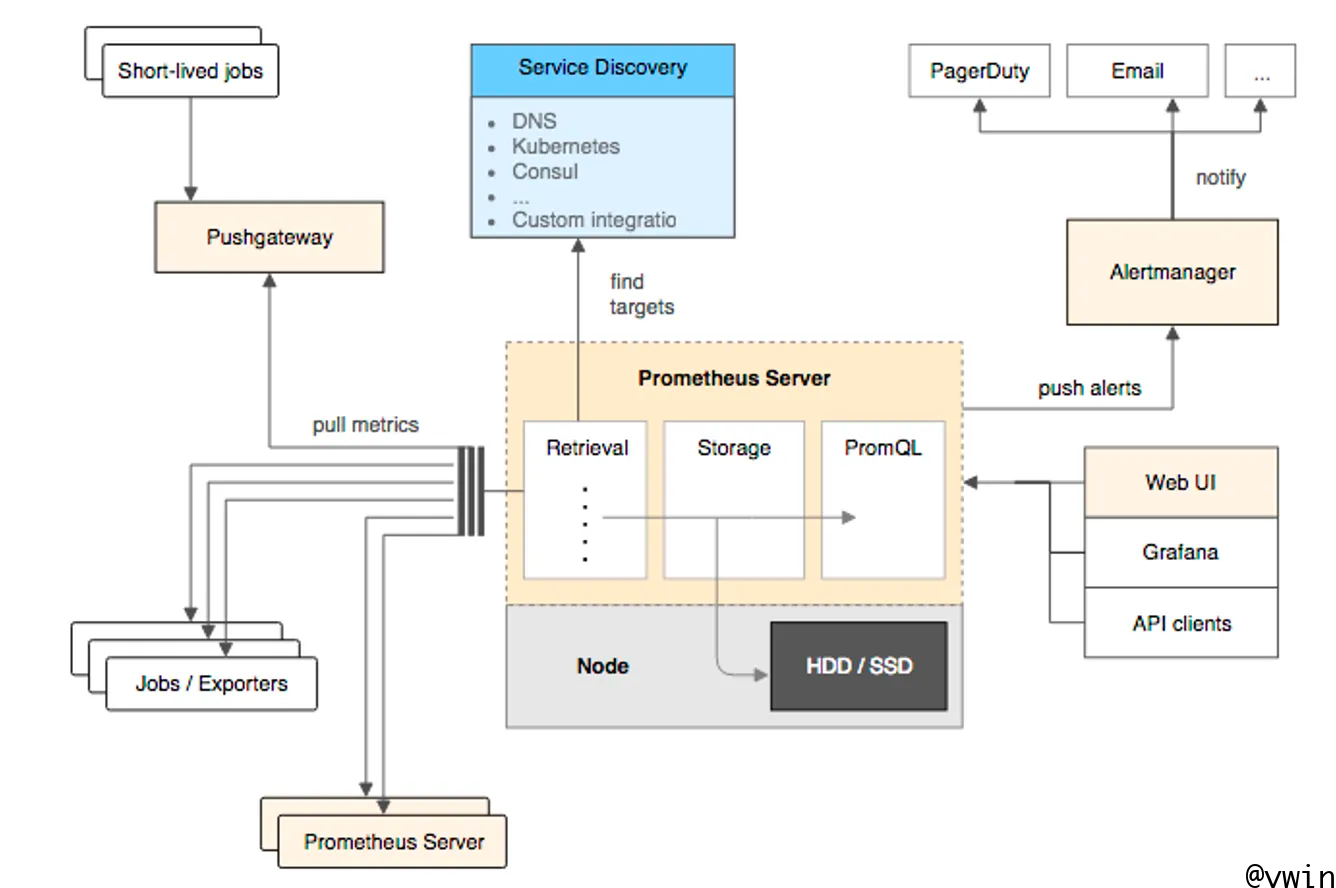 Short-lived jobs
Service Discovery
DNS
Kubernetes
Consul
...
Custom integratio
PagerDuty
Email
...
notify
Pushgateway
Alertmanager
find
targets
Prometheus Server
push alerts
pull metrics
Retrieval
Storage
PromQL
Web UI
Grafana
API clients
Node
HDD / SSD
Jobs / Exporters
Prometheus Server
@vwin